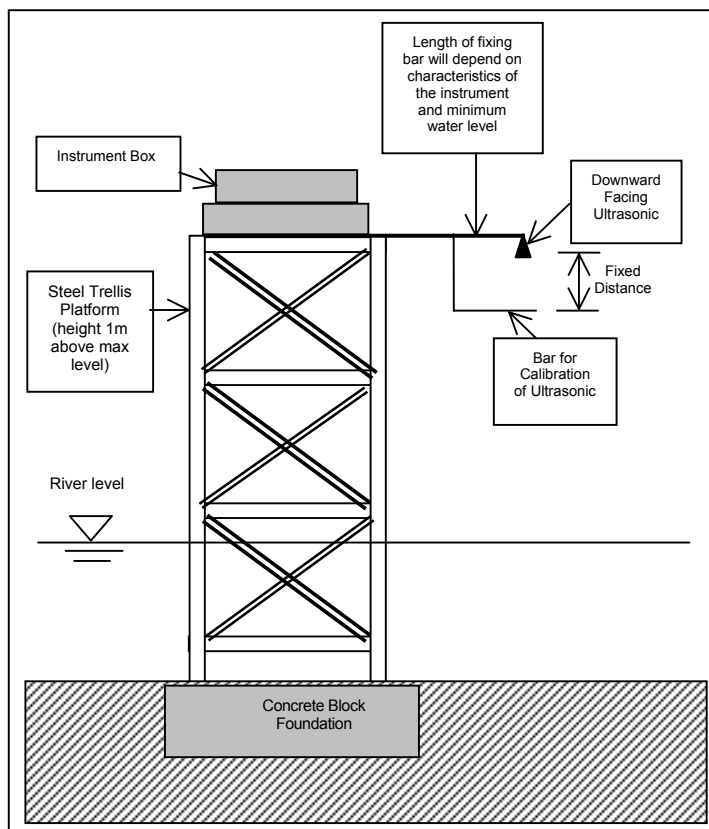 Length of fixing
bar will depend on
characteristics of
the instrument
and minimum
water level
Instrument Box
Downward
Facing
Ultrasonic
Steel Trellis
Platform
(height 1m
above max
level)
Fixed
Distance
Bar for
Calibration
of Ultrasonic
River level
Concrete Block
Foundation